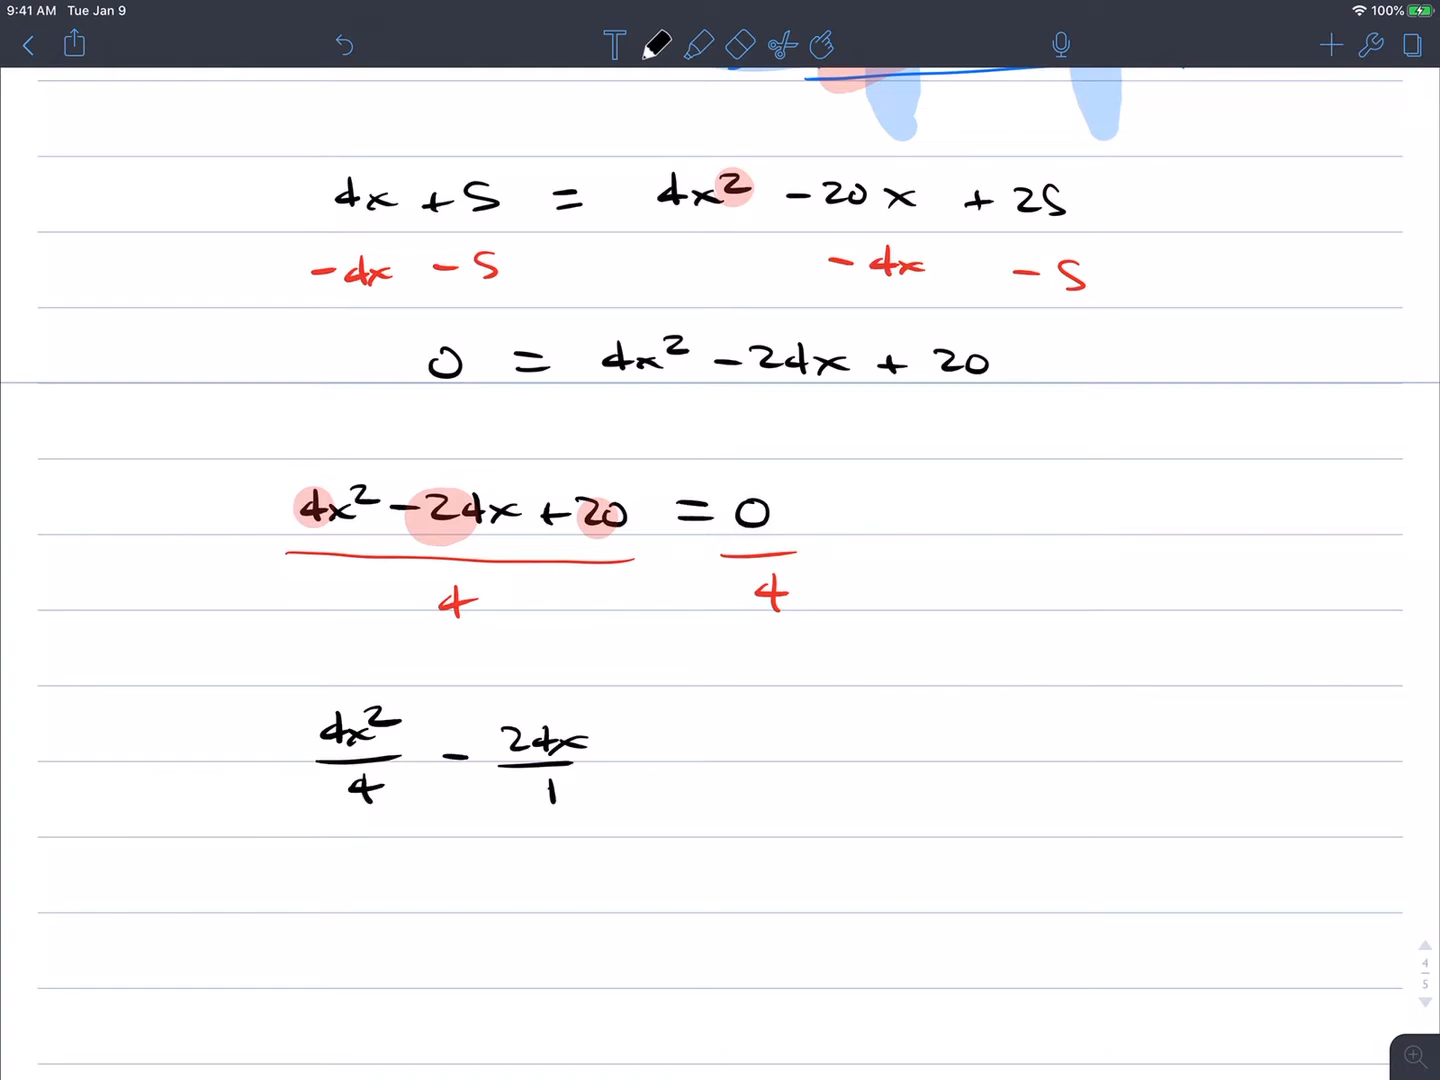 9:41 AM Tue Jan 9 100%
T
4x + 5 = 4x² - 20x + 25
- 4x - 5 - 4x - 5
0 = 4x² - 24x + 20
4x² - 24x + 20 = 0
4 4
4x² - 24x
4 1
4
5